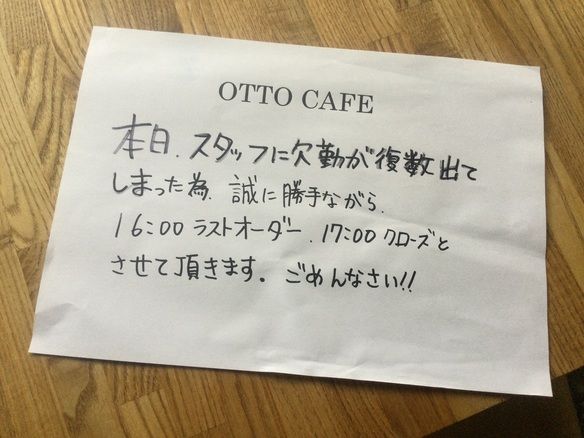 OTTO CAFE
本日、スタッフに欠勤が複数出て
しまった為、誠に勝手ながら、
16:00 ラストオーダー、17:00 クローズと
させて頂きます。ごめんなさい!!